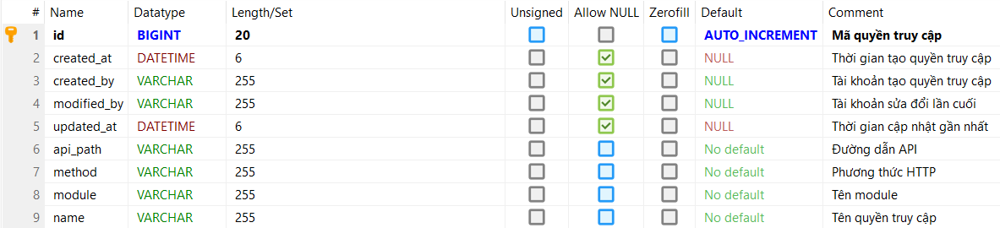 # Name Datatype Length/Set Unsigned Allow NULL Zerofill Default Comment
1 id BIGINT 20 AUTO_INCREMENT Mã quyền truy cập
2 created_at DATETIME 6 NULL Thời gian tạo quyền truy cập
3 created_by VARCHAR 255 NULL Tài khoản tạo quyền truy cập
4 modified_by VARCHAR 255 NULL Tài khoản sửa đổi lần cuối
5 updated_at DATETIME 6 NULL Thời gian cập nhật gần nhất
6 api_path VARCHAR 255 No default Đường dẫn API
7 method VARCHAR 255 No default Phương thức HTTP
8 module VARCHAR 255 No default Tên module
9 name VARCHAR 255 No default Tên quyền truy cập